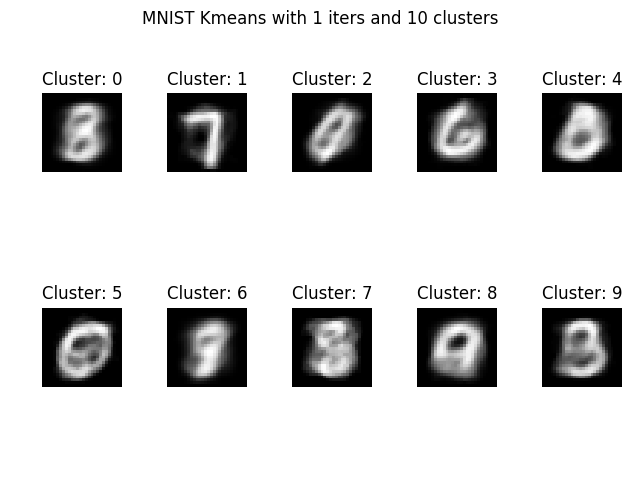 MNIST Kmeans with 1 iters and 10 clusters
Cluster: 0 Cluster: 1 Cluster: 2 Cluster: 3 Cluster: 4
Cluster: 5 Cluster: 6 Cluster: 7 Cluster: 8 Cluster: 9